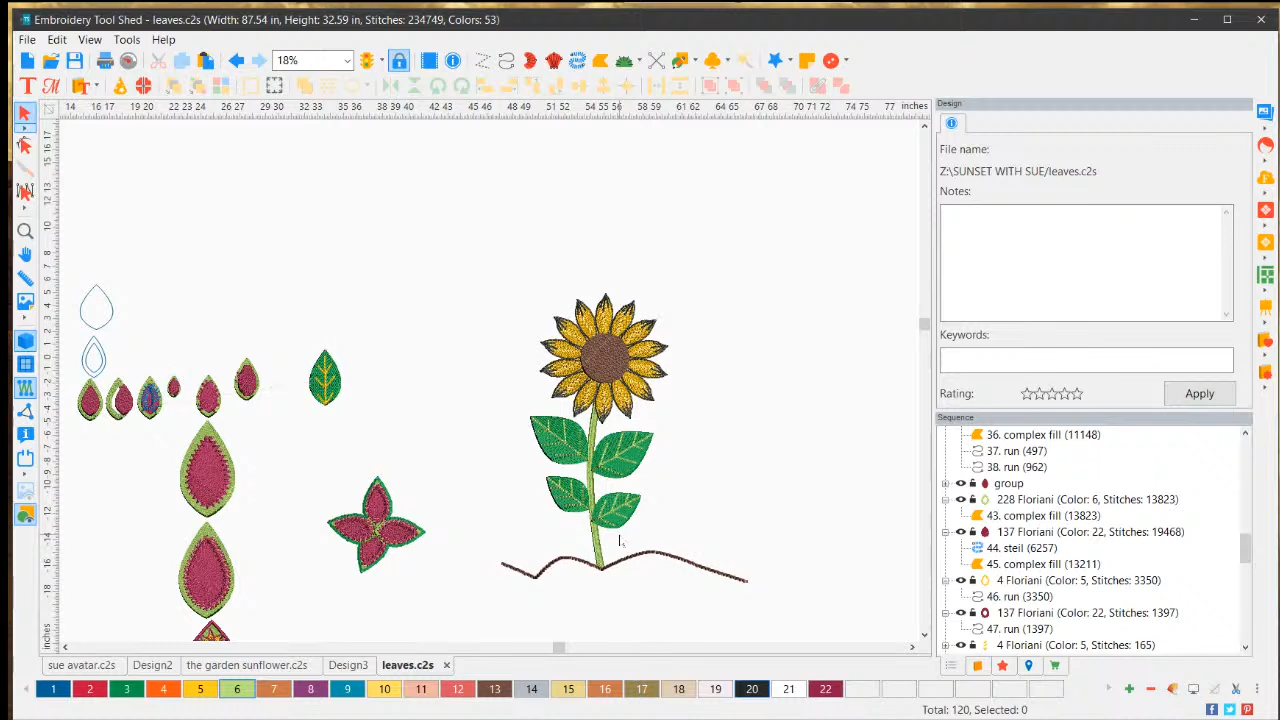 Embroidery Tool Shed - leaves.c2s (Width: 87.54 in, Height: 32.59 in, Stitches: 234749, Colors: 53)
File Edit View Tools Help
18%
14 16 17 19 20 22 23 24 26 27 29 30 32 33 35 36 38 39 40 42 43 45 46 48 49 51 52 54 55 56 58 59 61 62 64 65 67 68 70 71 72 74 75 77 inches
Design
File name:
Z:\SUNSET WITH SUE/leaves.c2s
Notes:
Keywords:
Rating:
Apply
Sequence
36. complex fill (11148)
37. run (497)
38. run (962)
group
228 Floriani (Color: 6, Stitches: 13823)
43. complex fill (13823)
137 Floriani (Color: 22, Stitches: 19468)
44. steil (6257)
45. complex fill (13211)
4 Floriani (Color: 5, Stitches: 3350)
46. run (3350)
137 Floriani (Color: 22, Stitches: 1397)
47. run (1397)
4 Floriani (Color: 5, Stitches: 165)
inches
sue avatar.c2s Design2 the garden sunflower.c2s Design3 leaves.c2s
1 2 3 4 5 6 7 8 9 10 11 12 13 14 15 16 17 18 19 20 21 22
Total: 120, Selected: 0